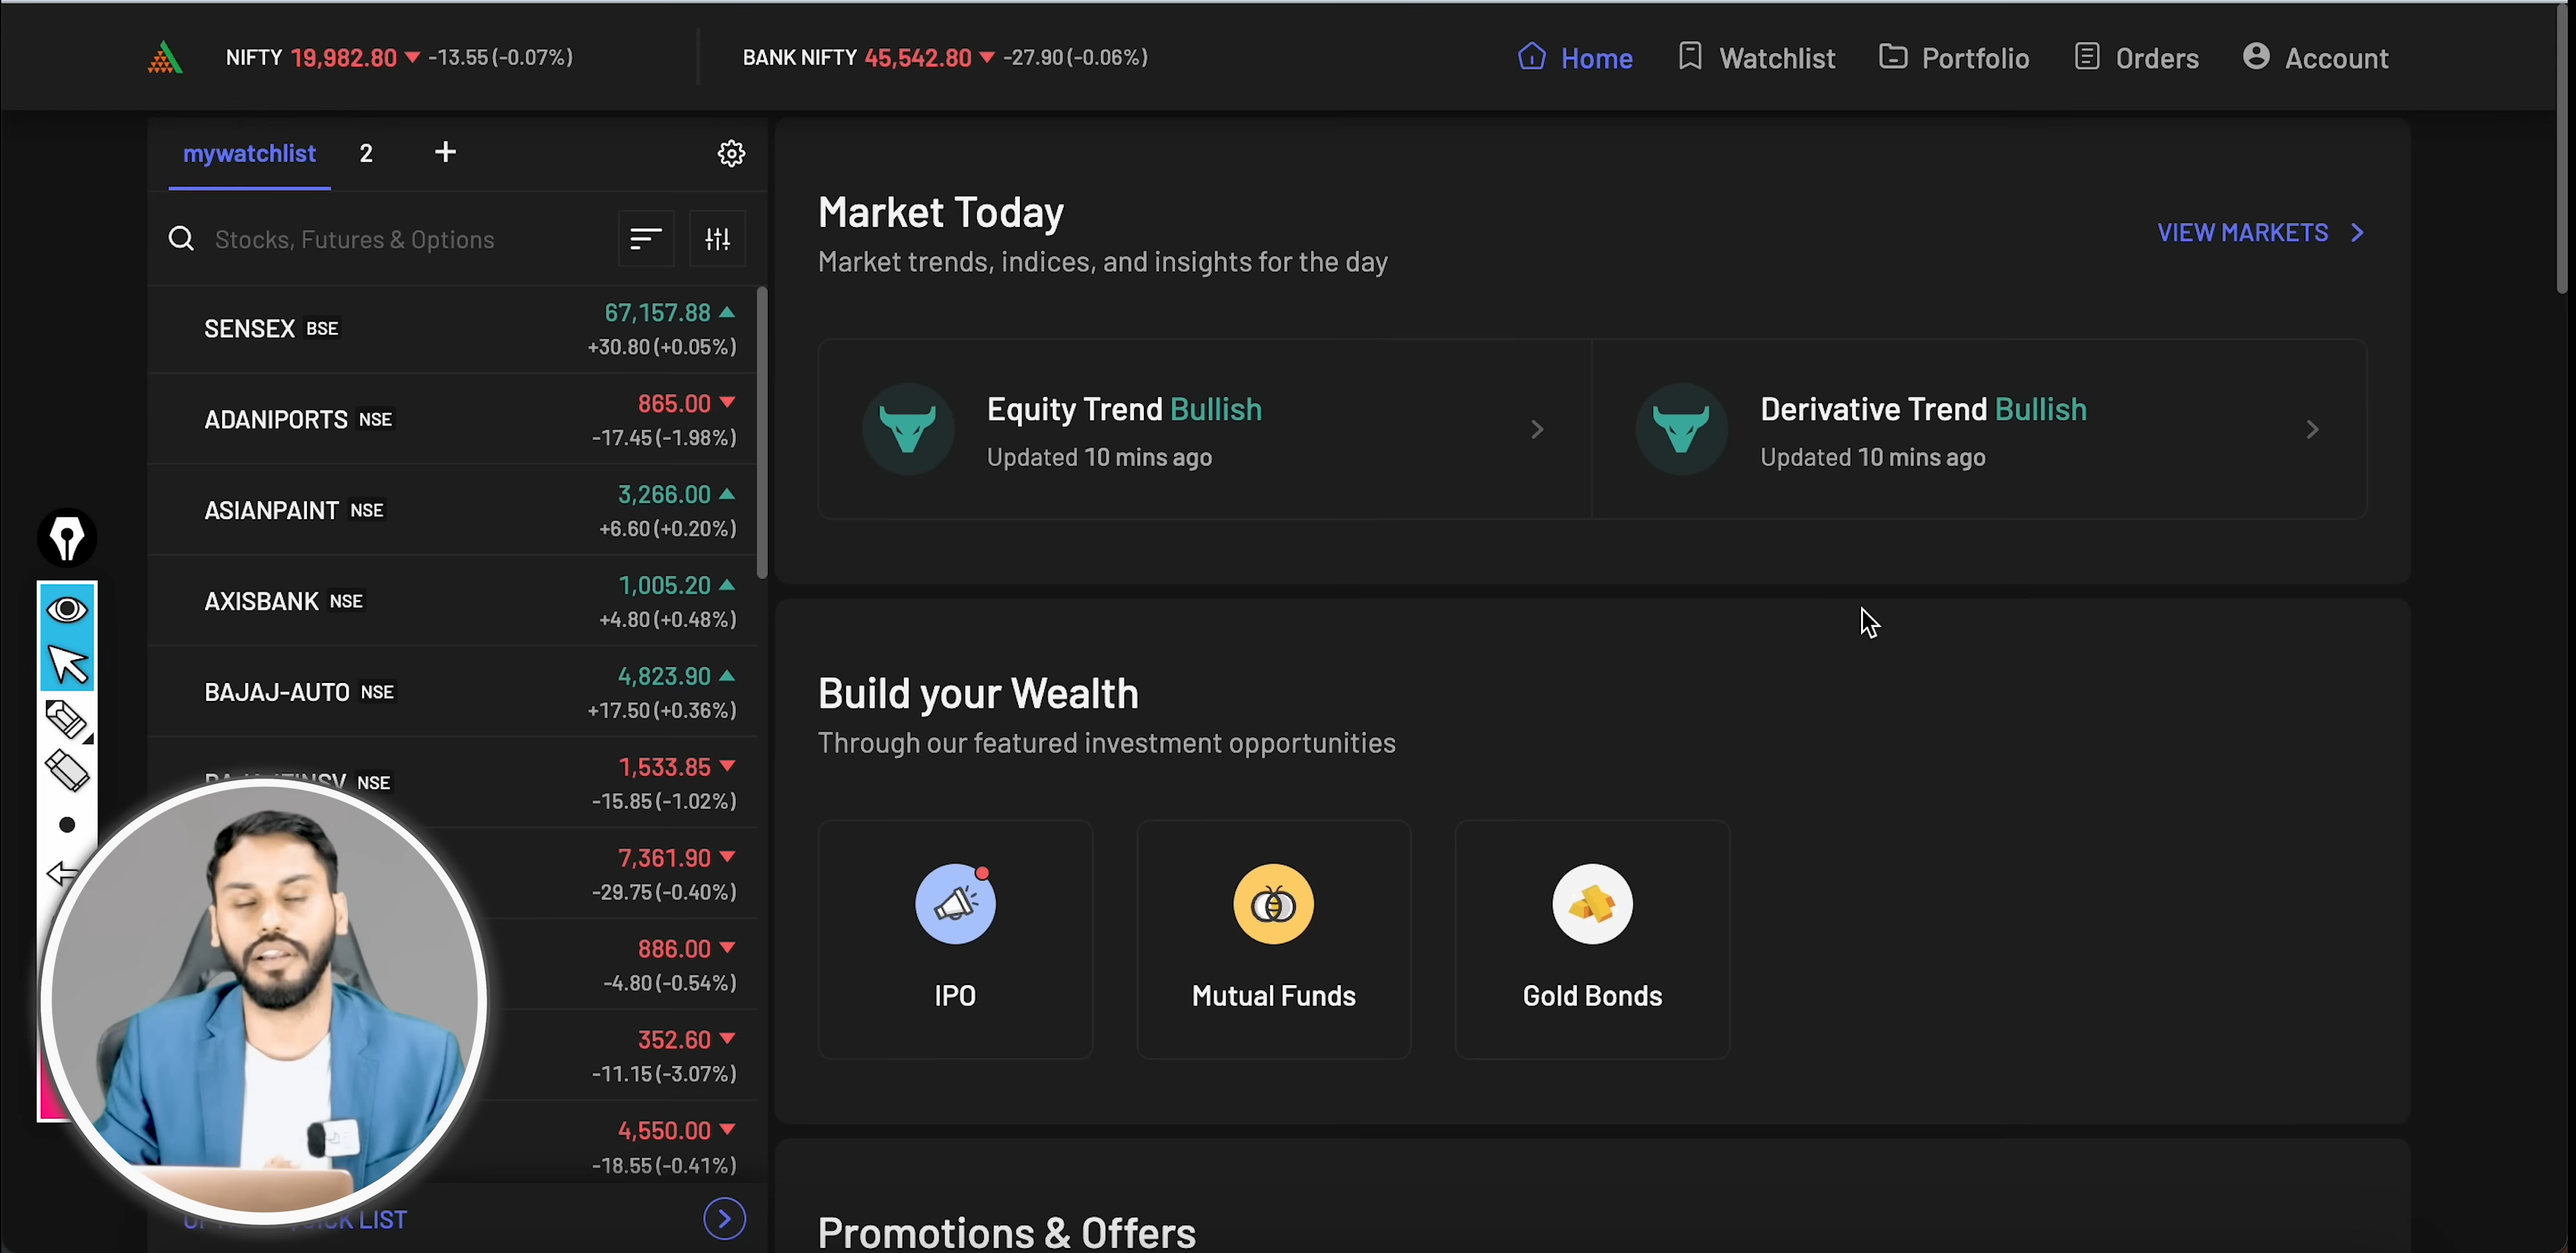 NIFTY 19,982.80 -13.55 (-0.07%)
BANK NIFTY 45,542.80 -27.90 (-0.06%)
Home
Watchlist
Portfolio
Orders
Account
mywatchlist
2
+
Stocks, Futures & Options
SENSEX BSE
67,157.88
+30.80 (+0.05%)
ADANIPORTS NSE
865.00
-17.45 (-1.98%)
ASIANPAINT NSE
3,266.00
+6.60 (+0.20%)
AXISBANK NSE
1,005.20
+4.80 (+0.48%)
BAJAJ-AUTO NSE
4,823.90
+17.50 (+0.36%)
NSE
1,533.85
-15.85 (-1.02%)
7,361.90
-29.75 (-0.40%)
886.00
-4.80 (-0.54%)
352.60
-11.15 (-3.07%)
4,550.00
-18.55 (-0.41%)
LIST
Market Today
Market trends, indices, and insights for the day
VIEW MARKETS
Equity Trend Bullish
Updated 10 mins ago
Derivative Trend Bullish
Updated 10 mins ago
Build your Wealth
Through our featured investment opportunities
IPO
Mutual Funds
Gold Bonds
Promotions & Offers